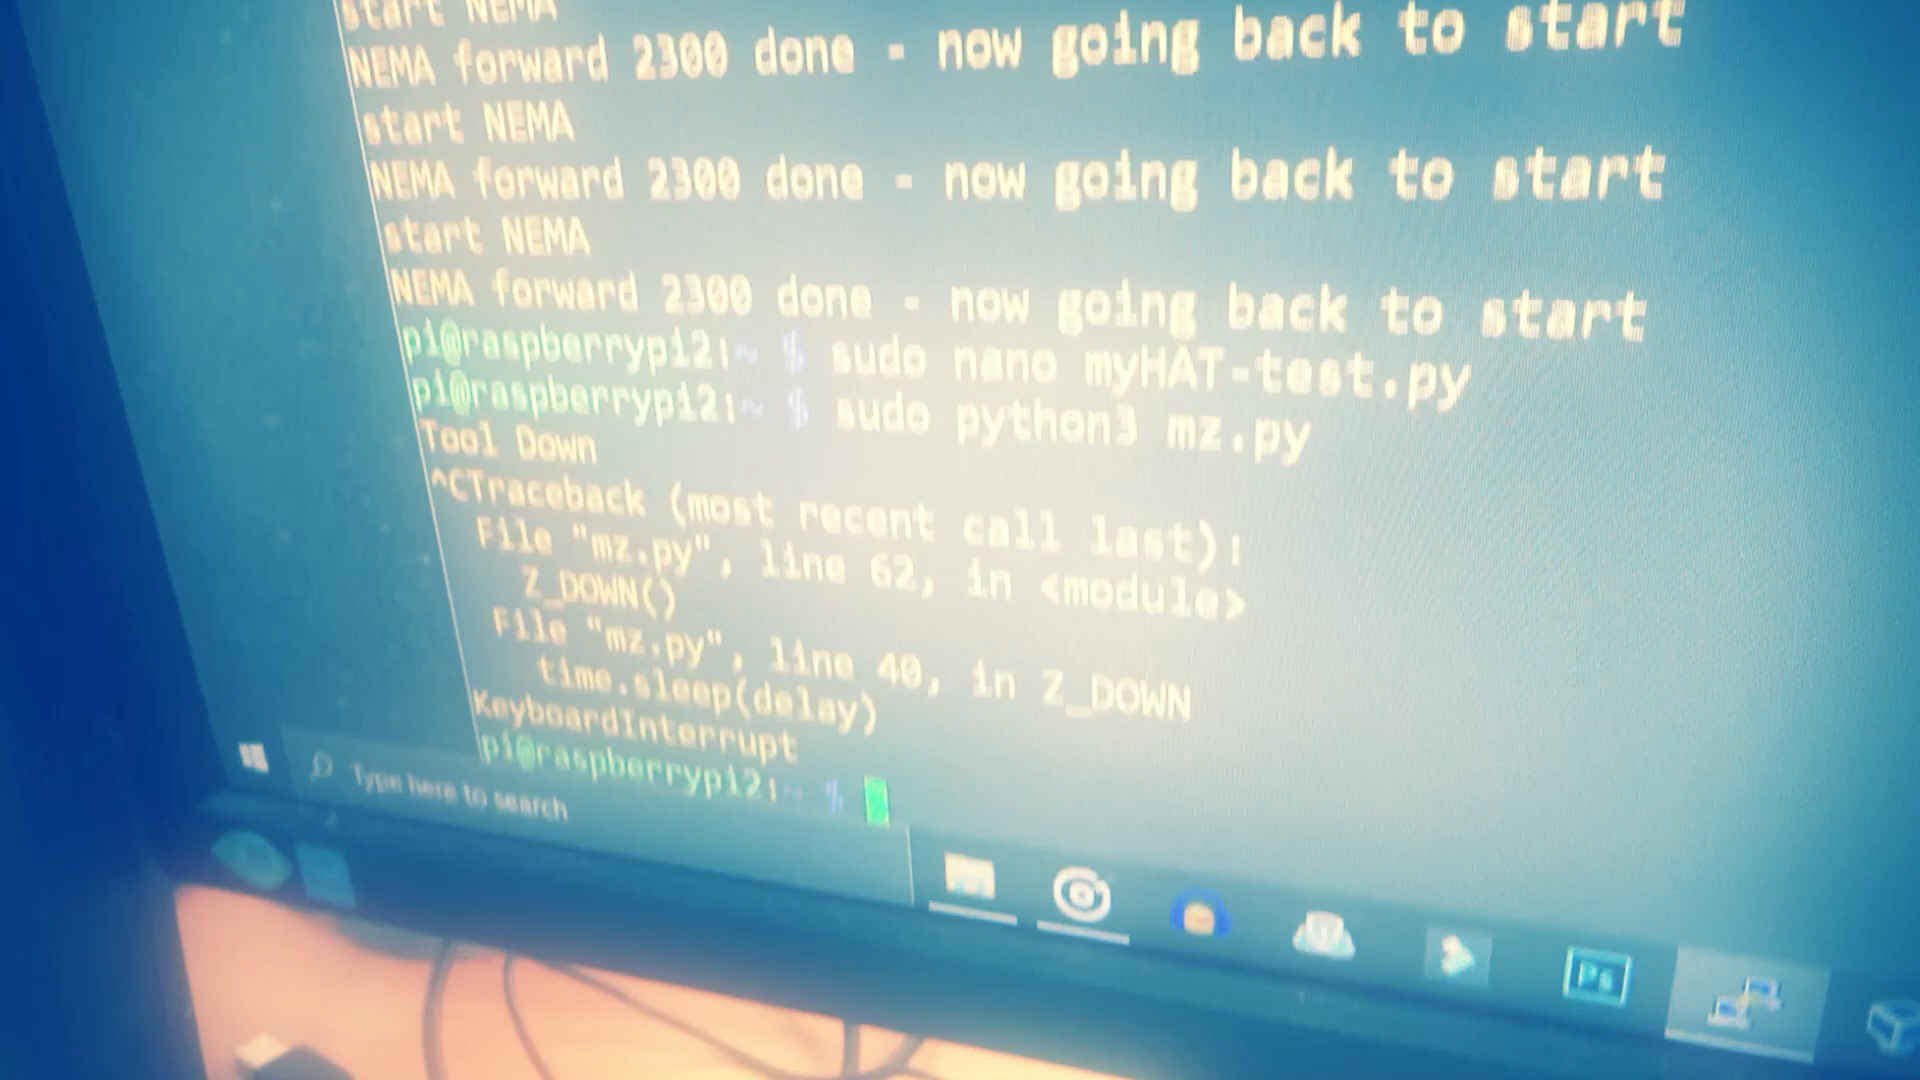 start NEMA
NEMA forward 2300 done - now going back to start
start NEMA
NEMA forward 2300 done - now going back to start
start NEMA
NEMA forward 2300 done - now going back to start
pi@raspberrypi2:~ $ sudo nano myHAT-test.py
pi@raspberrypi2:~ $ sudo python3 mz.py
Tool Down
^CTraceback (most recent call last):
File "mz.py", line 62, in <module>
Z_DOWN()
File "mz.py", line 40, in Z_DOWN
time.sleep(delay)
KeyboardInterrupt
pi@raspberrypi2:~ $
Type here to search
Ps